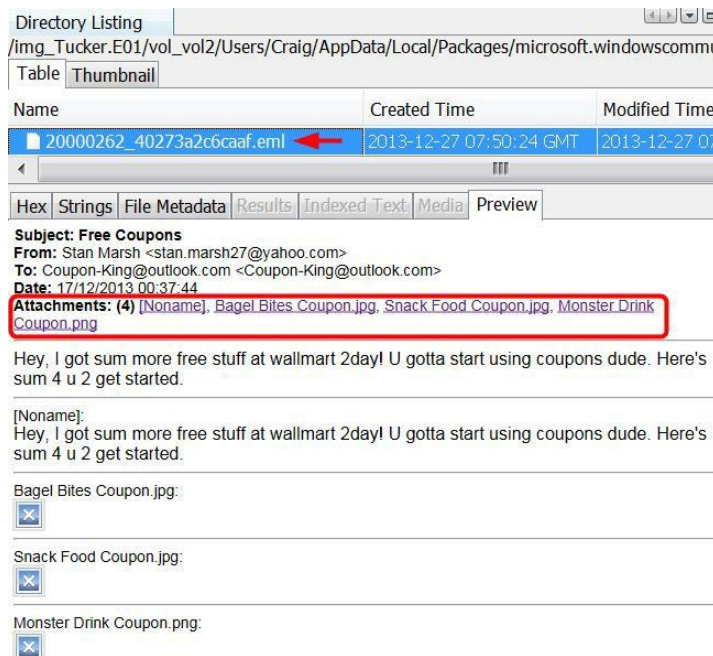 Directory Listing
/img_Tucker.E01/vol_vol2/Users/Craig/AppData/Local/Packages/microsoft.windowscommu
Table Thumbnail
Name Created Time Modified Time
20000262_40273a2c6caaf.eml 2013-12-27 07:50:24 GMT 2013-12-27 07
Hex Strings File Metadata Results Indexed Text Media Preview
Subject: Free Coupons
From: Stan Marsh <stan.marsh27@yahoo.com>
To: Coupon-King@outlook.com <Coupon-King@outlook.com>
Date: 17/12/2013 00:37:44
Attachments: (4) [Noname], Bagel Bites Coupon.jpg, Snack Food Coupon.jpg, Monster Drink
Coupon.png
Hey, I got sum more free stuff at wallmart 2day! U gotta start using coupons dude. Here's
sum 4 u 2 get started.
[Noname]:
Hey, I got sum more free stuff at wallmart 2day! U gotta start using coupons dude. Here's
sum 4 u 2 get started.
Bagel Bites Coupon.jpg:
Snack Food Coupon.jpg:
Monster Drink Coupon.png: